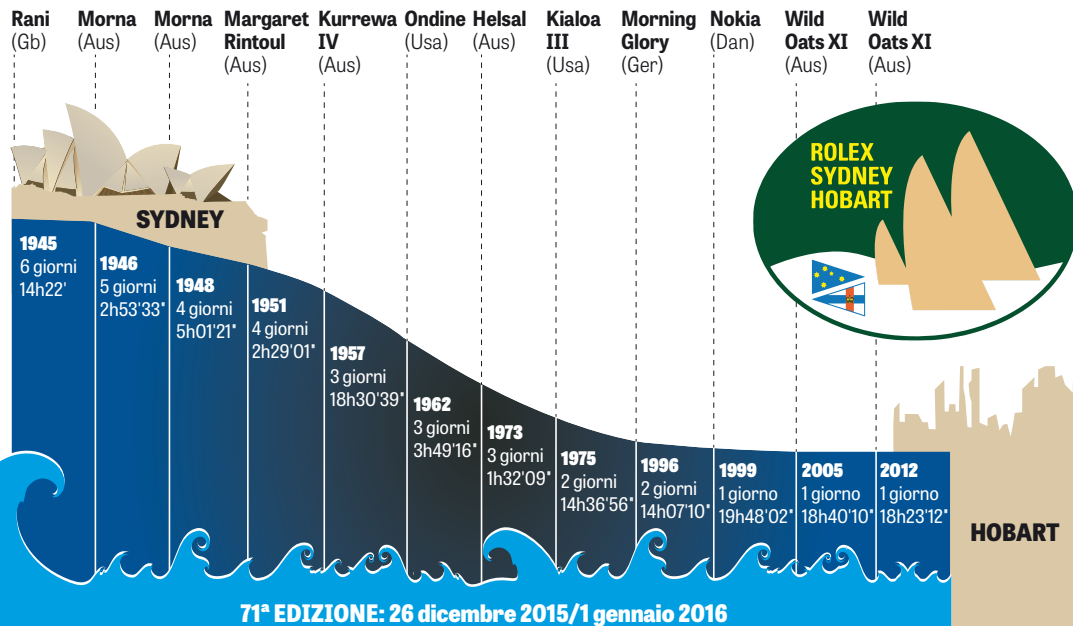 Rani
(Gb)
Morna
(Aus)
Morna
(Aus)
Margaret
Rintoul
(Aus)
Kurrewa
IV
(Aus)
Ondine
(Usa)
Helsal
(Aus)
Kialoa
III
(Usa)
Morning
Glory
(Ger)
Nokia
(Dan)
Wild
Oats XI
(Aus)
Wild
Oats XI
(Aus)
ROLEX
SYDNEY
HOBART
SYDNEY
1945
6 giorni
14h22'
1946
5 giorni
2h53'33"
1948
4 giorni
5h01'21"
1951
4 giorni
2h29'01"
1957
3 giorni
18h30'39"
1962
3 giorni
3h49'16"
1973
3 giorni
1h32'09"
1975
2 giorni
14h36'56"
1996
2 giorni
14h07'10"
1999
1 giorno
19h48'02"
2005
1 giorno
18h40'10"
2012
1 giorno
18h23'12"
HOBART
71ª EDIZIONE: 26 dicembre 2015/1 gennaio 2016